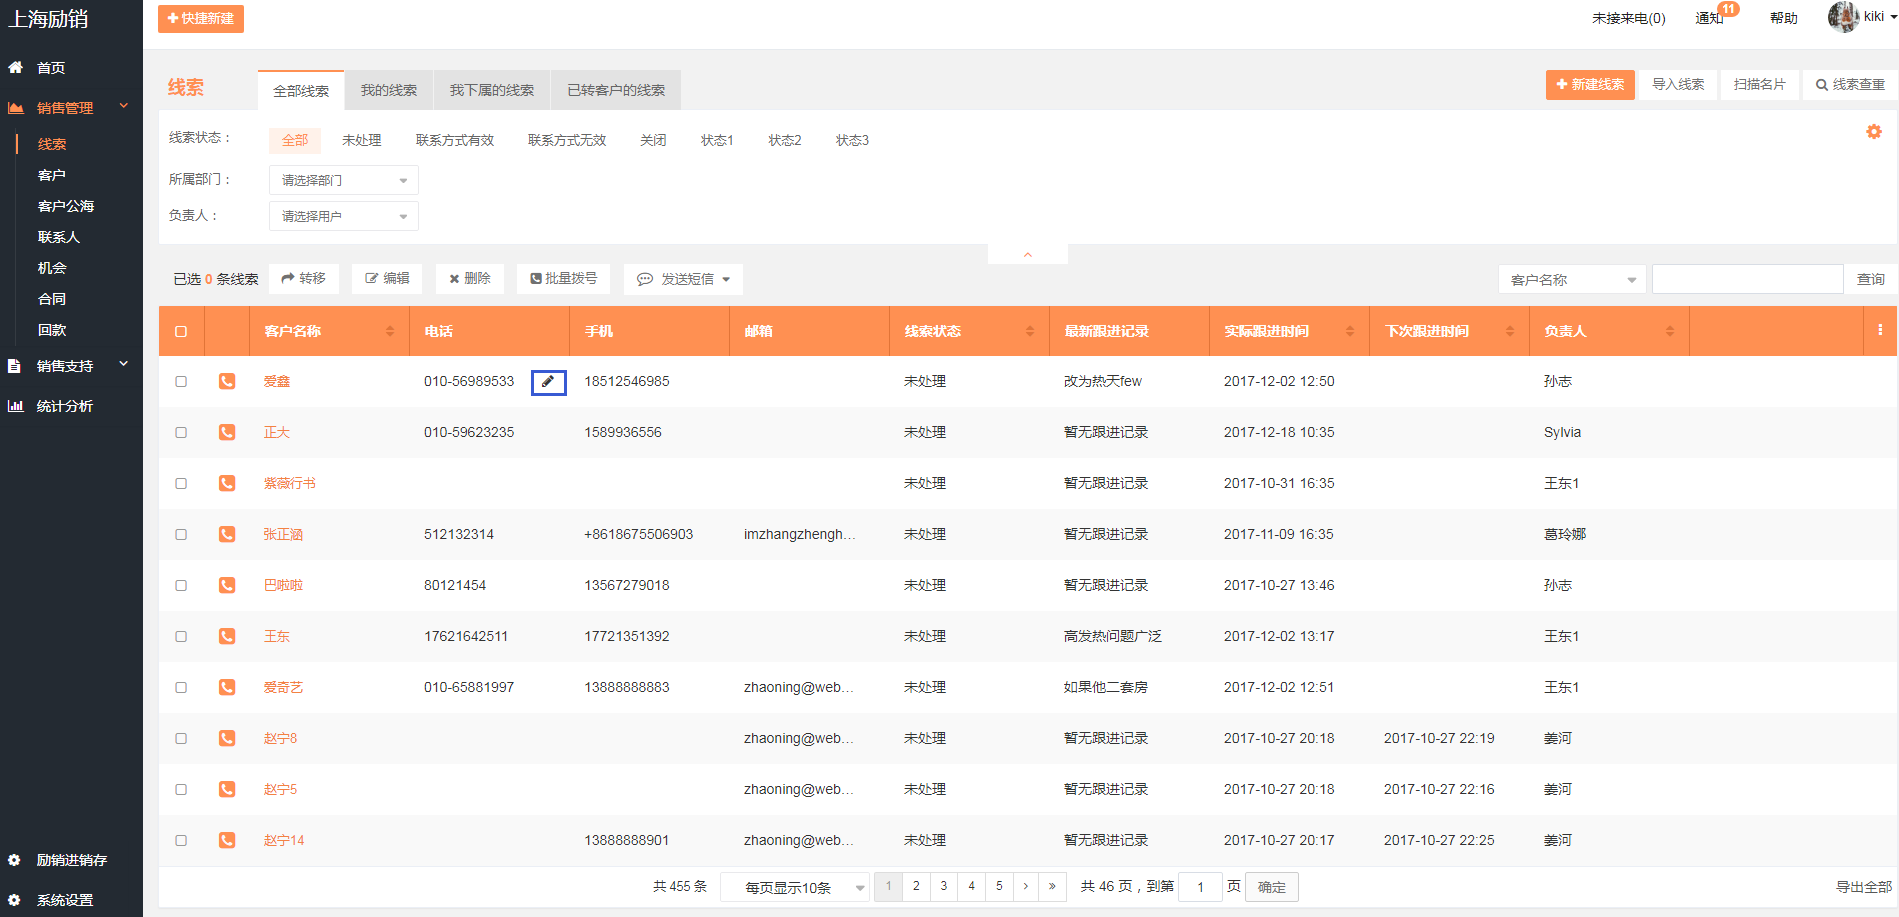 上海励销
快捷新建
未接来电(0) 通知 11 帮助 kiki
首页
销售管理
线索
客户
客户公海
联系人
机会
合同
回款
销售支持
统计分析
励销进销存
系统设置
线索 全部线索 我的线索 我下属的线索 已转客户的线索 新建线索 导入线索 扫描名片 线索查重
线索状态： 全部 未处理 联系方式有效 联系方式无效 关闭 状态1 状态2 状态3
所属部门： 请选择部门
负责人： 请选择用户
已选 0 条线索 转移 编辑 删除 批量拨号 发送短信 客户名称 查询
客户名称 电话 手机 邮箱 线索状态 最新跟进记录 实际跟进时间 下次跟进时间 负责人
爱鑫 010-56989533 18512546985 未处理 改为热天few 2017-12-02 12:50 孙志
正大 010-59623235 1589936556 未处理 暂无跟进记录 2017-12-18 10:35 Sylvia
紫薇行书 未处理 暂无跟进记录 2017-10-31 16:35 王东1
张正涵 512132314 +8618675506903 imzhangzhengh... 未处理 暂无跟进记录 2017-11-09 16:35 葛玲娜
巴啦啦 80121454 13567279018 未处理 暂无跟进记录 2017-10-27 13:46 孙志
王东 17621642511 17721351392 未处理 高发热问题广泛 2017-12-02 13:17 王东1
爱奇艺 010-65881997 13888888883 zhaoning@web... 未处理 如果他二套房 2017-12-02 12:51 王东1
赵宁8 zhaoning@web... 未处理 暂无跟进记录 2017-10-27 20:18 2017-10-27 22:19 姜河
赵宁5 zhaoning@web... 未处理 暂无跟进记录 2017-10-27 20:18 2017-10-27 22:16 姜河
赵宁14 13888888901 zhaoning@web... 未处理 暂无跟进记录 2017-10-27 20:17 2017-10-27 22:25 姜河
共 455 条 每页显示10条 1 2 3 4 5 › » 共 46 页，到第 1 页 确定 导出全部